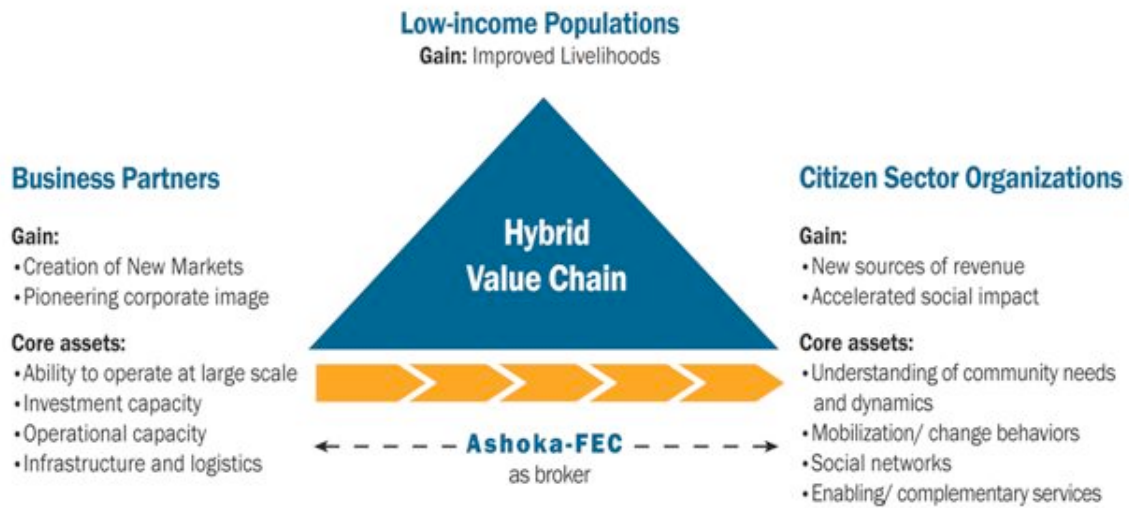 Low-income Populations
Gain: Improved Livelihoods
Business Partners
Gain:
•Creation of New Markets
•Pioneering corporate image
Core assets:
•Ability to operate at large scale
•Investment capacity
•Operational capacity
•Infrastructure and logistics
Hybrid
Value Chain
Ashoka-FEC
as broker
Citizen Sector Organizations
Gain:
•New sources of revenue
•Accelerated social impact
Core assets:
•Understanding of community needs
and dynamics
•Mobilization/ change behaviors
•Social networks
•Enabling/ complementary services